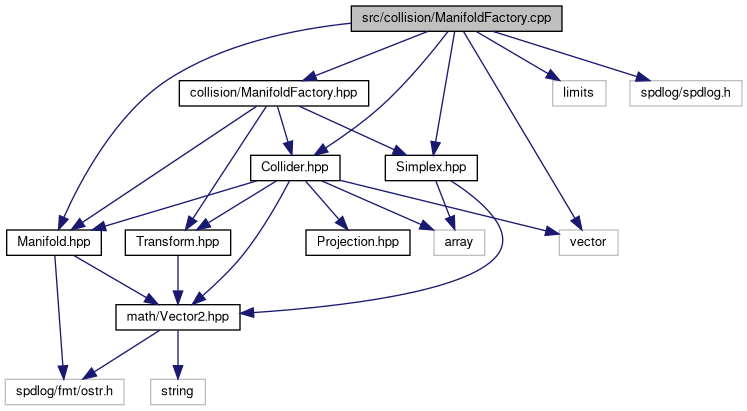 src/collision/ManifoldFactory.cpp
collision/ManifoldFactory.hpp
limits
spdlog/spdlog.h
Collider.hpp
Simplex.hpp
Manifold.hpp
Transform.hpp
Projection.hpp
array
vector
math/Vector2.hpp
spdlog/fmt/ostr.h
string